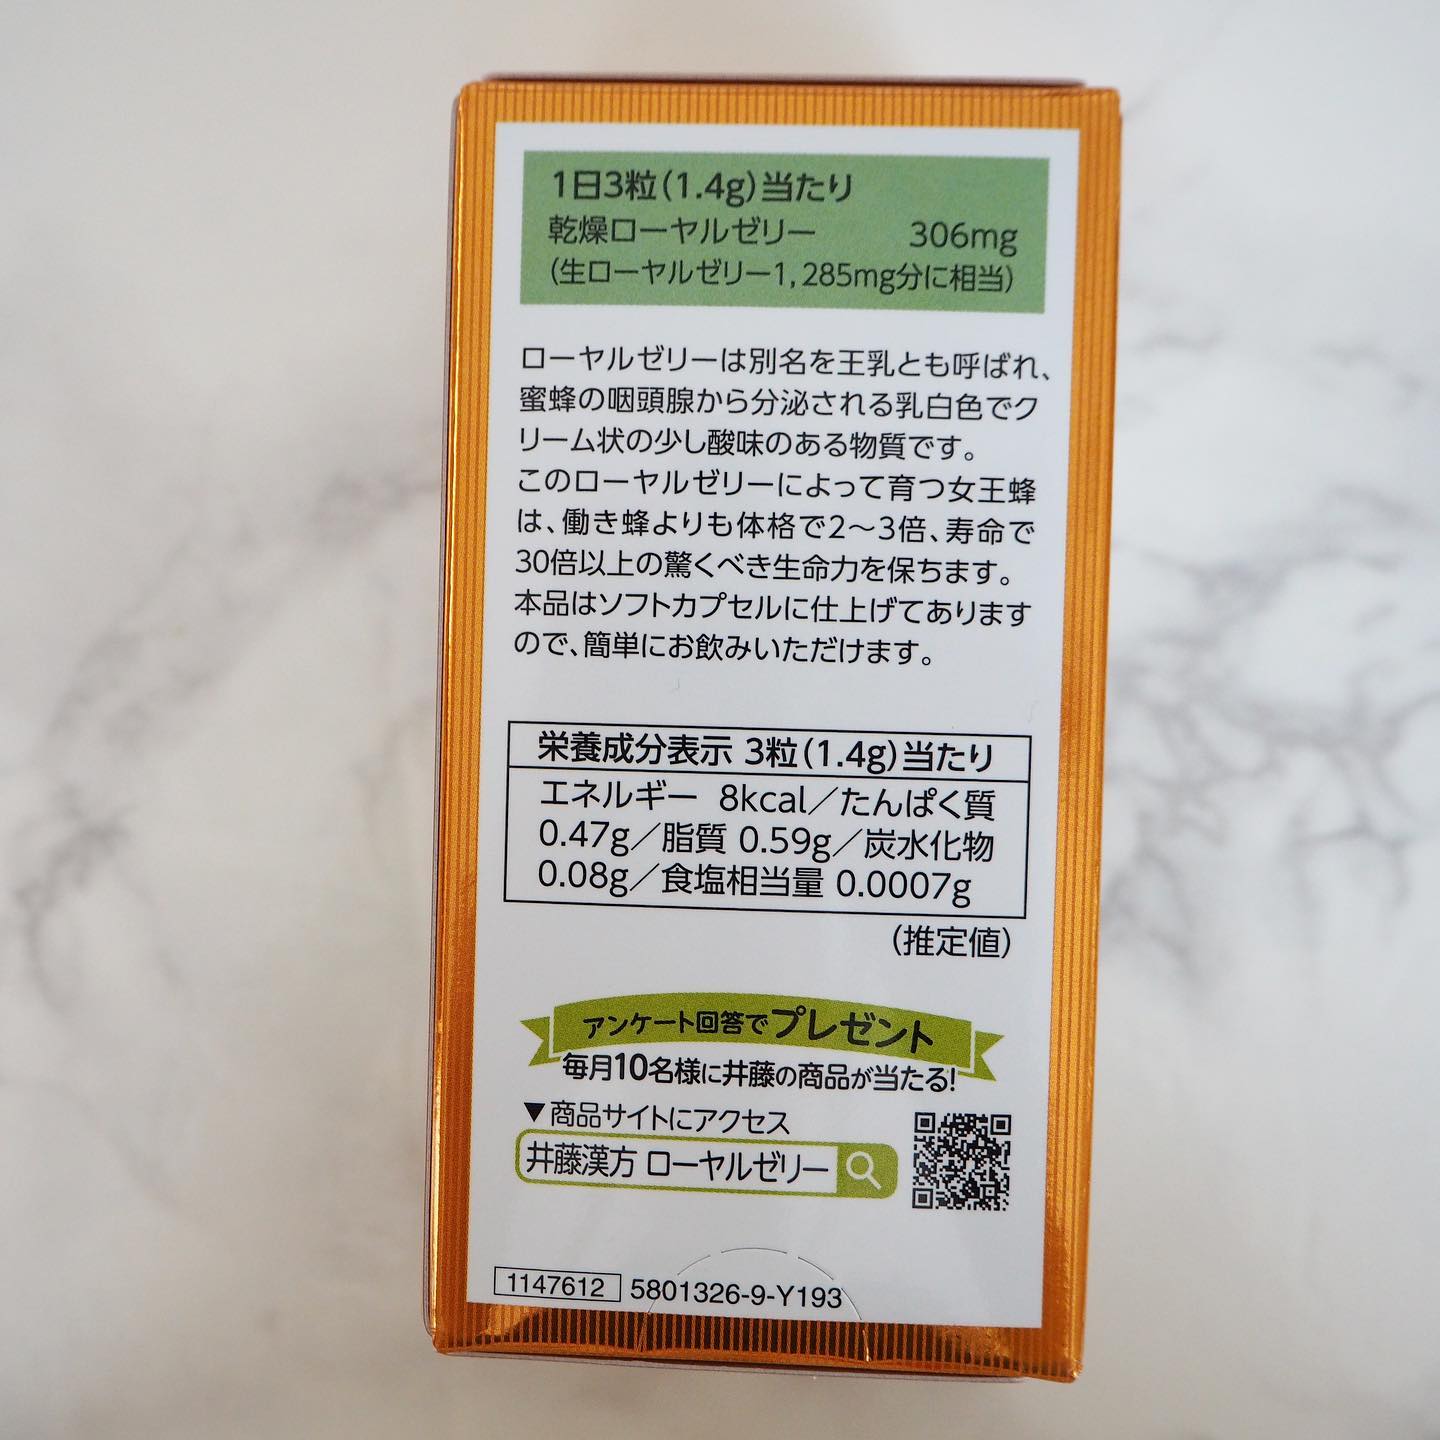 1日3粒(1.4g)当たり
乾燥ローヤルゼリー 306mg
(生ローヤルゼリー1,285mg分に相当)
ローヤルゼリーは別名を王乳とも呼ばれ、
蜜蜂の咽頭腺から分泌される乳白色でク
リーム状の少し酸味のある物質です。
このローヤルゼリーによって育つ女王蜂
は、働き蜂よりも体格で2～3倍、寿命で
30倍以上の驚くべき生命力を保ちます。
本品はソフトカプセルに仕上げてあります
ので、簡単にお飲みいただけます。
栄養成分表示 3粒(1.4g)当たり
エネルギー 8kcal／たんぱく質
0.47g／脂質 0.59g／炭水化物
0.08g／食塩相当量 0.0007g
(推定値)
アンケート回答でプレゼント
毎月10名様に井藤の商品が当たる!
▼商品サイトにアクセス
井藤漢方 ローヤルゼリー
1147612 5801326-9-Y193